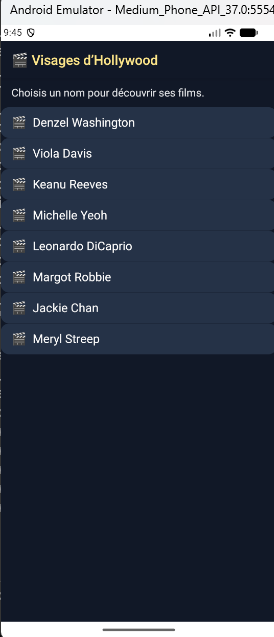 Android Emulator - Medium_Phone_API_37.0:5554
9:45
Visages d’Hollywood
Choisis un nom pour découvrir ses films.
Denzel Washington
Viola Davis
Keanu Reeves
Michelle Yeoh
Leonardo DiCaprio
Margot Robbie
Jackie Chan
Meryl Streep